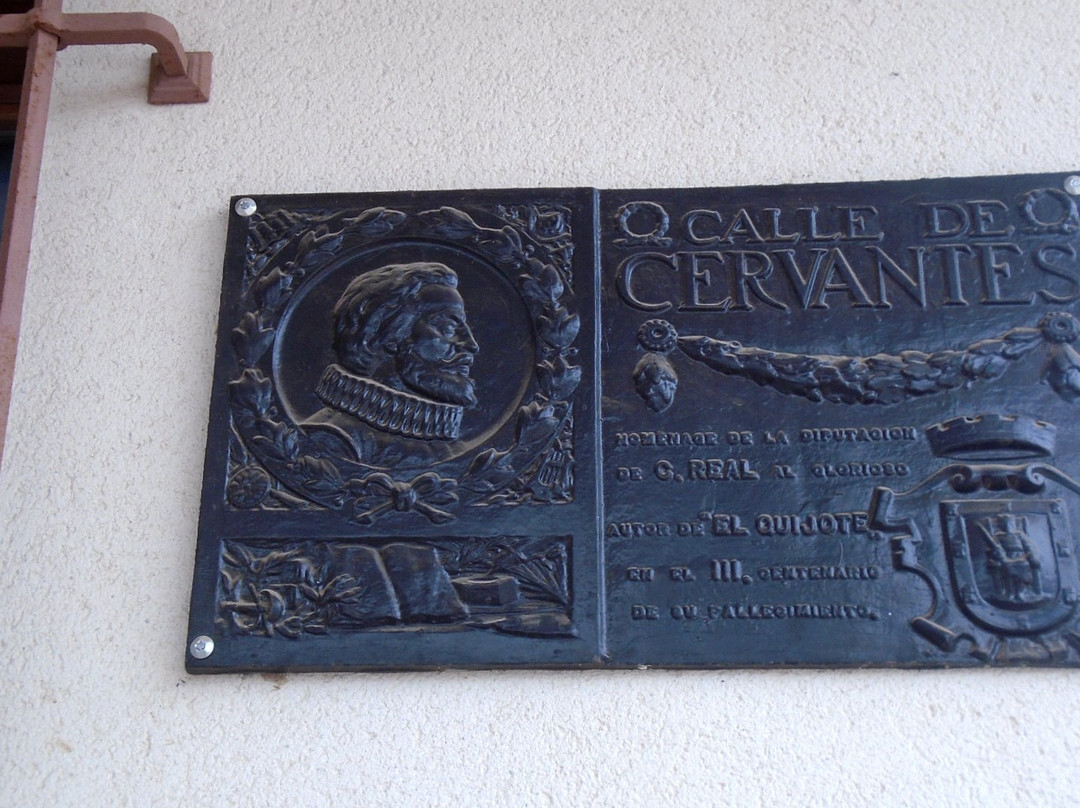 CALLE DE
CERVANTES
HOMENAGE DE LA DIPUTACION
DE C. REAL AL GLORIOSO
AUTOR DE "EL QUIJOTE,,
EN EL III. CENTENARIO
DE SU FALLECIMIENTO.